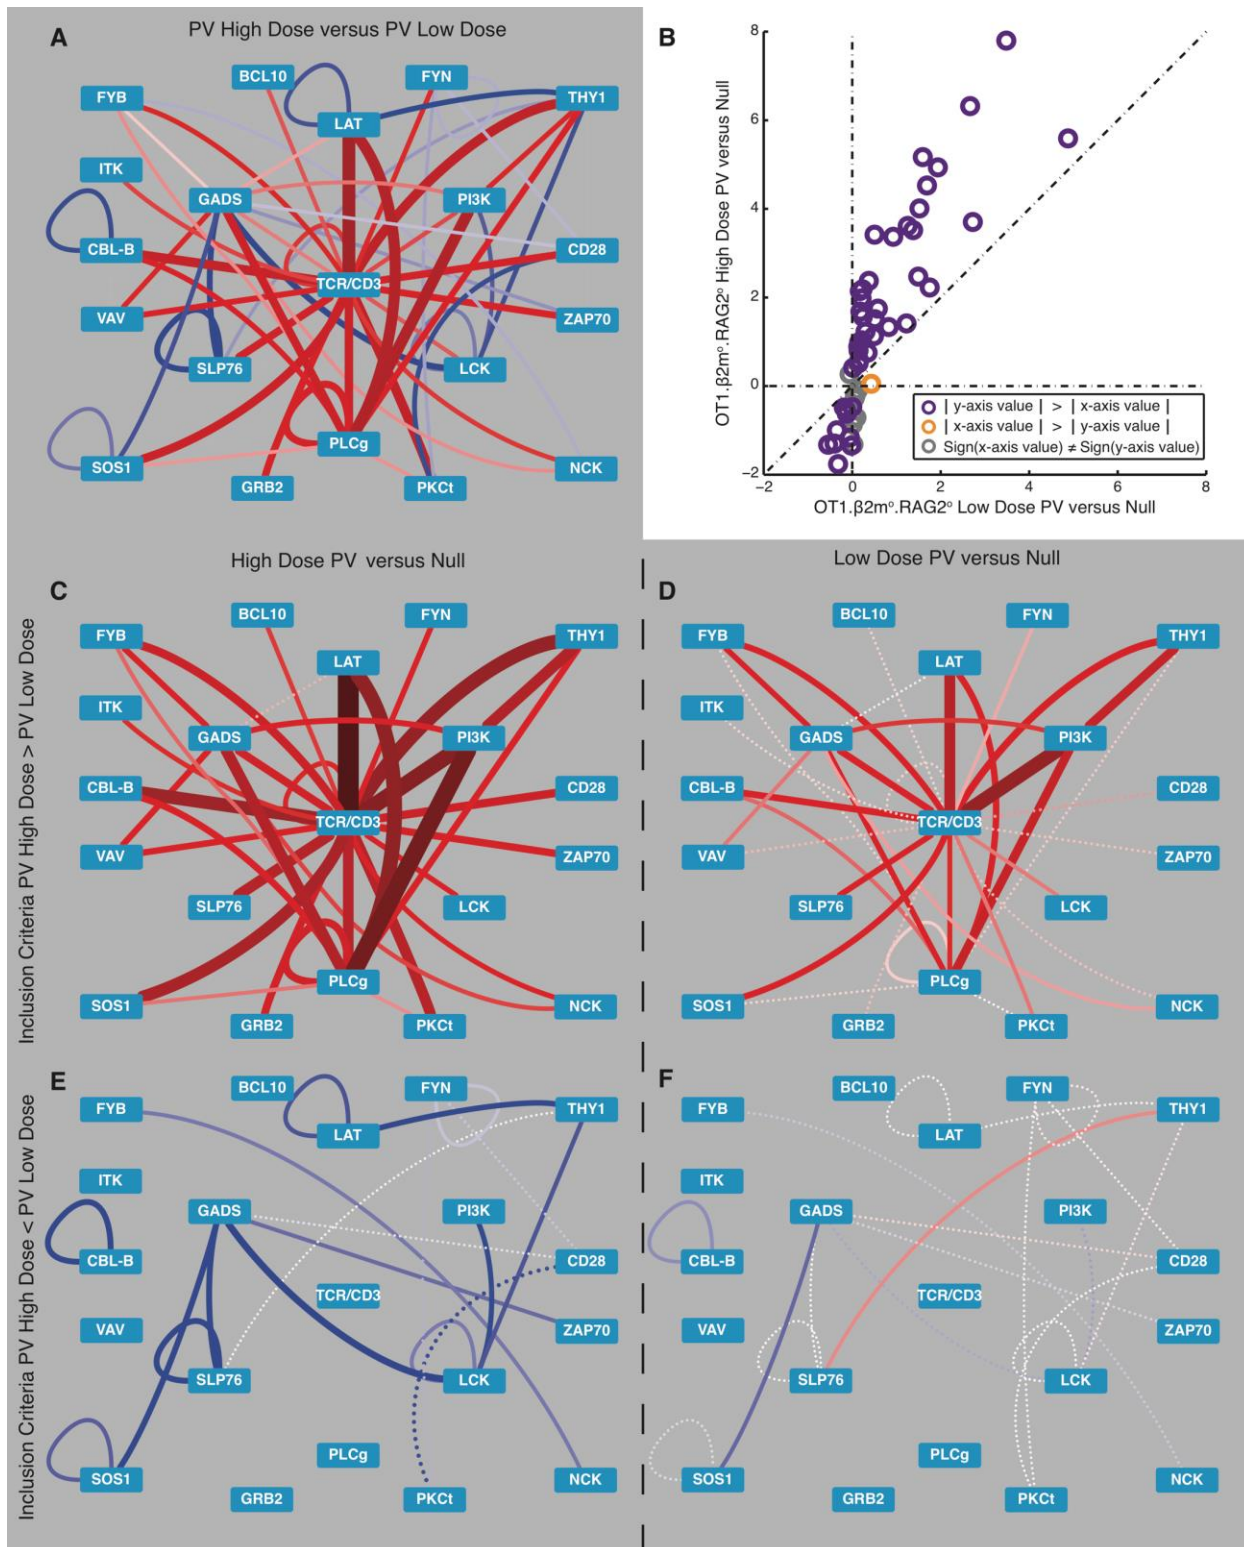 A
PV High Dose versus PV Low Dose
BCL10
FYN
FYB
THY1
LAT
ITK
GADS
PI3K
CBL-B
CD28
TCR/CD3
VAV
ZAP70
SLP76
LCK
PLCg
SOS1
NCK
GRB2
PKCt
B
8
6
4
2
0
−2
−2
0
2
4
6
8
OT1.β2m°.RAG2° High Dose PV versus Null
OT1.β2m°.RAG2° Low Dose PV versus Null
| y-axis value | > | x-axis value |
| x-axis value | > | y-axis value |
Sign(x-axis value) ≠ Sign(y-axis value)
Inclusion Criteria PV High Dose > PV Low Dose
High Dose PV versus Null
C
BCL10
FYN
FYB
THY1
LAT
ITK
GADS
PI3K
CBL-B
CD28
TCR/CD3
VAV
ZAP70
SLP76
LCK
PLCg
SOS1
NCK
GRB2
PKCt
Low Dose PV versus Null
D
BCL10
FYN
FYB
THY1
LAT
ITK
GADS
PI3K
CBL-B
CD28
TCR/CD3
VAV
ZAP70
SLP76
LCK
PLCg
SOS1
NCK
GRB2
PKCt
Inclusion Criteria PV High Dose < PV Low Dose
E
BCL10
FYN
FYB
THY1
LAT
ITK
GADS
PI3K
CBL-B
CD28
TCR/CD3
VAV
ZAP70
SLP76
LCK
PLCg
SOS1
NCK
GRB2
PKCt
F
BCL10
FYN
FYB
THY1
LAT
ITK
GADS
PI3K
CBL-B
CD28
TCR/CD3
VAV
ZAP70
SLP76
LCK
PLCg
SOS1
NCK
GRB2
PKCt